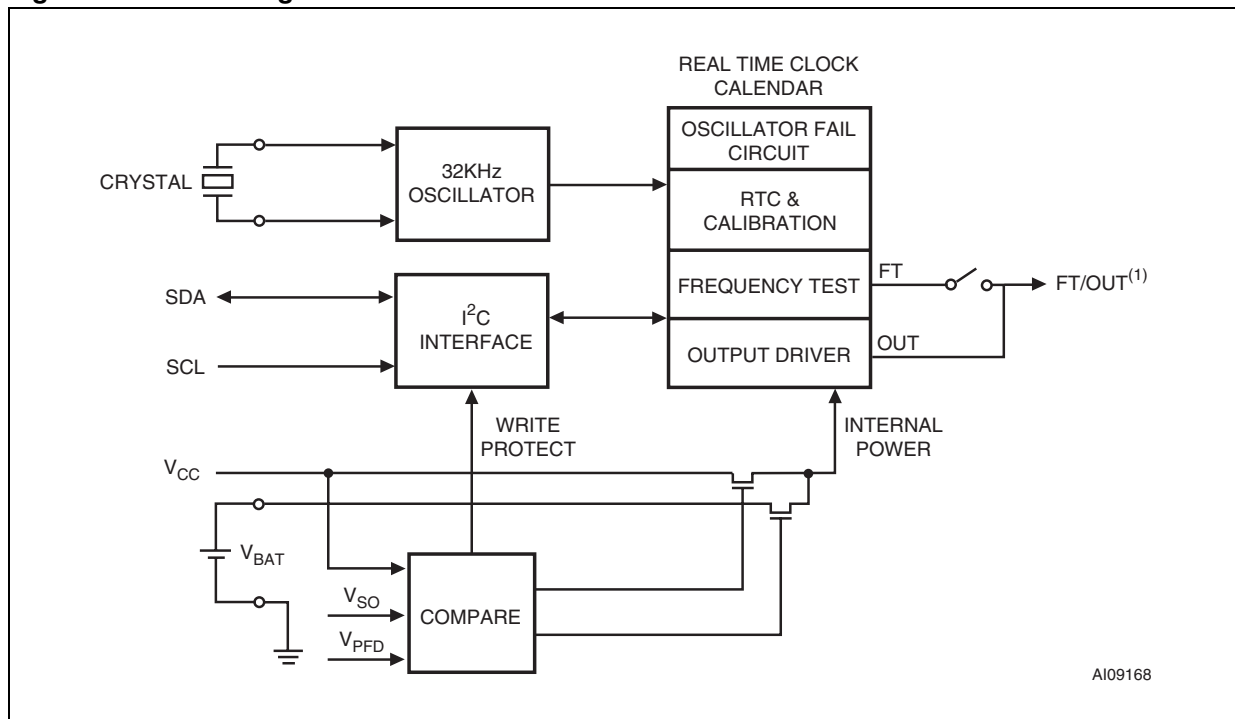 REAL TIME CLOCK
CALENDAR
OSCILLATOR FAIL
CIRCUIT
CRYSTAL
32KHz
OSCILLATOR
RTC &
CALIBRATION
FREQUENCY TEST
FT
FT/OUT(1)
SDA
I2C
INTERFACE
SCL
OUTPUT DRIVER
OUT
WRITE
PROTECT
INTERNAL
POWER
VCC
VBAT
VSO
COMPARE
VPFD
AI09168